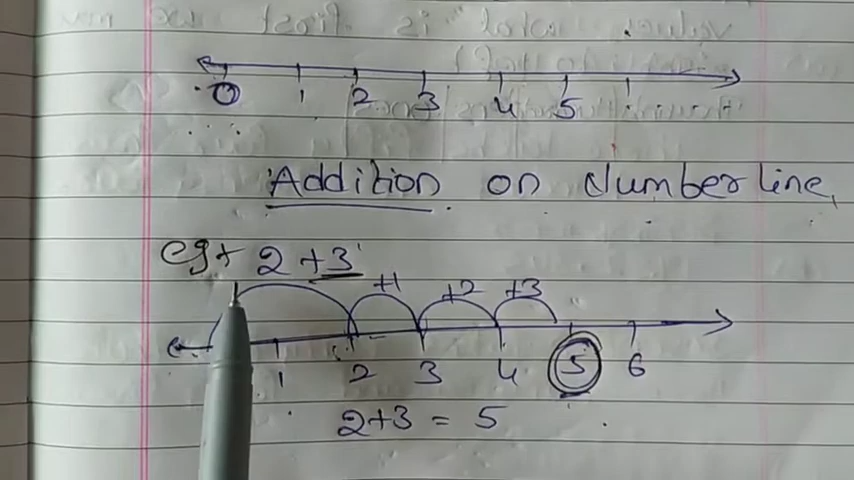 0 1 2 3 4 5
Addition on Number line,
eg→ 2+3
+1 +2 +3
1 2 3 4 5 6
2+3 = 5